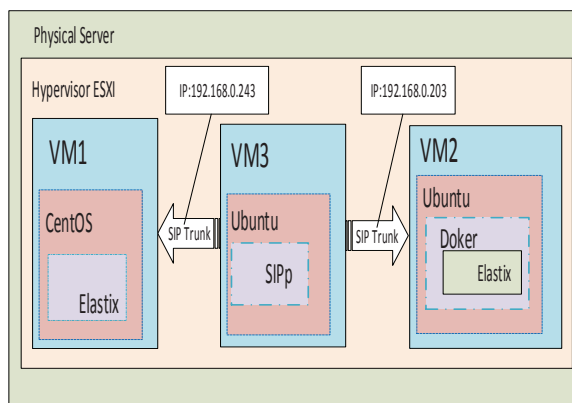 Physical Server
Hypervisor ESXI
IP:192.168.0.243
IP:192.168.0.203
VM1
CentOS
Elastix
SIP Trunk
VM3
Ubuntu
SIPp
SIP Trunk
VM2
Ubuntu
Doker
Elastix